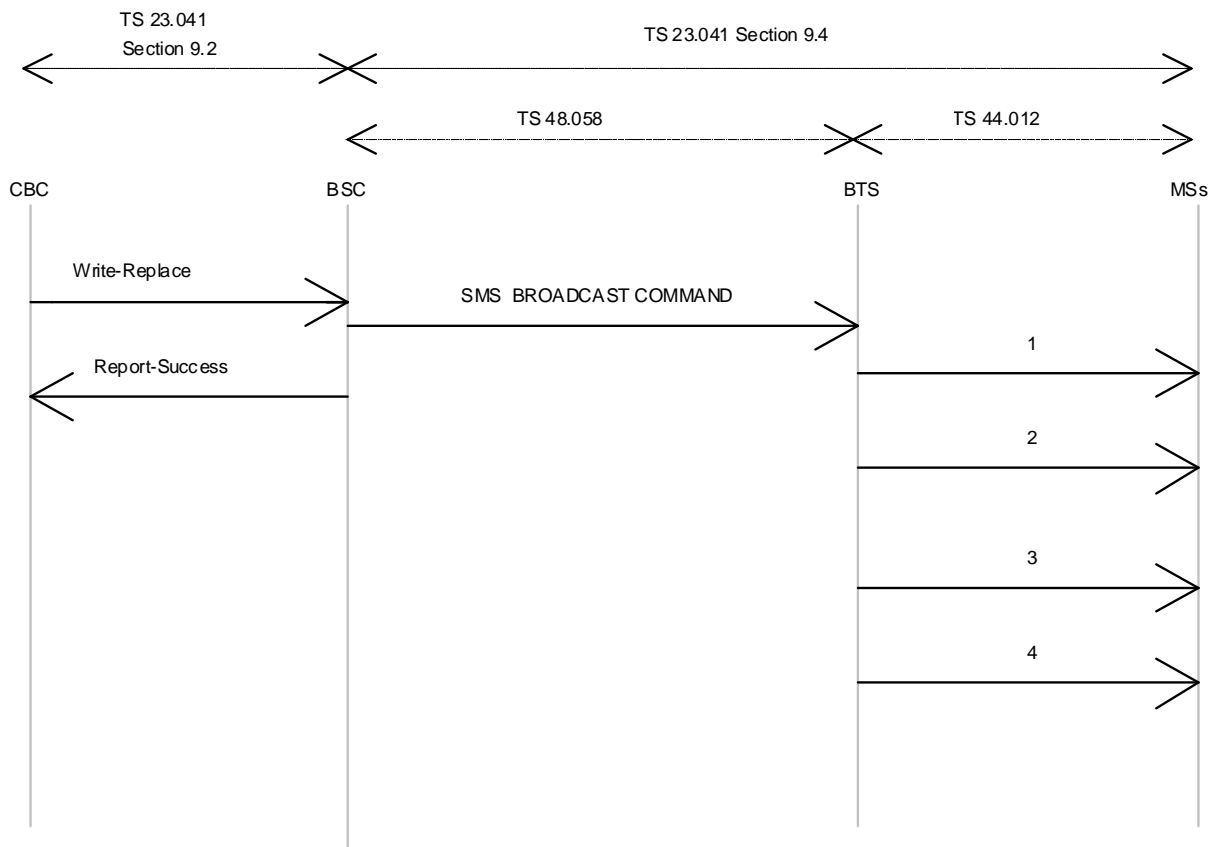 TS 23.041
Section 9.2
TS 23.041 Section 9.4
TS 48.058
TS 44.012
CBC
BSC
BTS
MSs
Write-Replace
SMS BROADCAST COMMAND
1
Report-Success
2
3
4